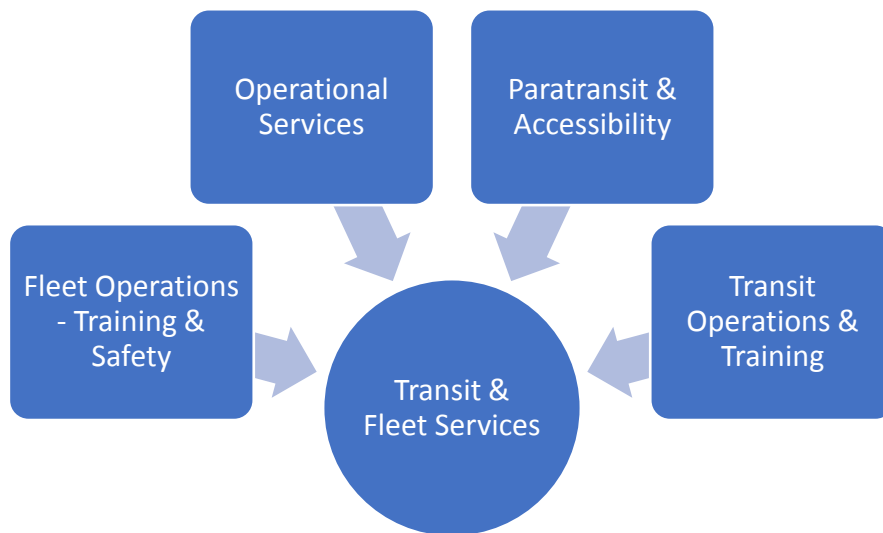 Operational
Services
Paratransit &
Accessibility
Fleet Operations
- Training &
Safety
Transit
Operations &
Training
Transit &
Fleet Services